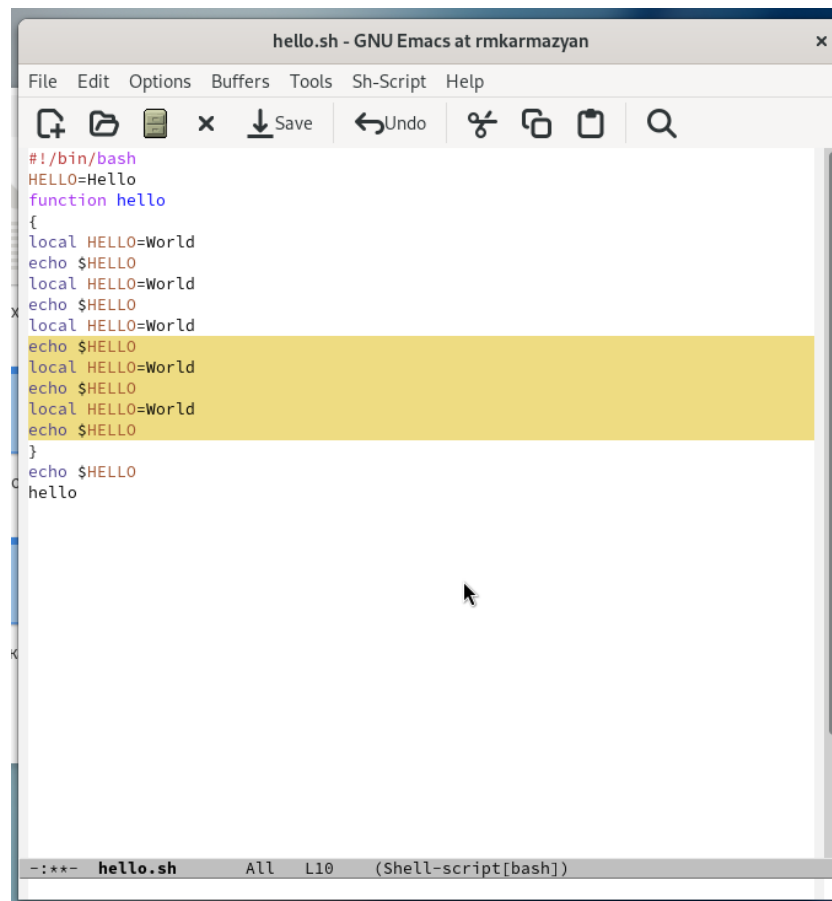 hello.sh - GNU Emacs at rmkarmazyan
File Edit Options Buffers Tools Sh-Script Help
Save Undo
#!/bin/bash
HELLO=Hello
function hello
{
local HELLO=World
echo $HELLO
local HELLO=World
echo $HELLO
local HELLO=World
echo $HELLO
local HELLO=World
echo $HELLO
local HELLO=World
echo $HELLO
}
echo $HELLO
hello
-:**- hello.sh All L10 (Shell-script[bash])